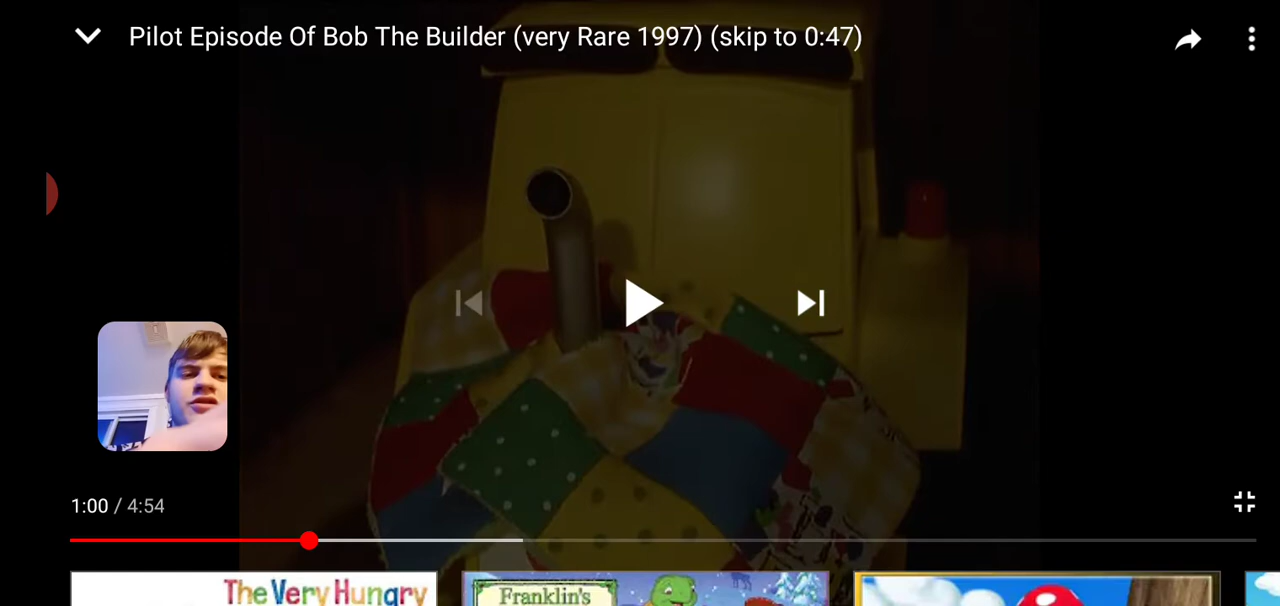 Pilot Episode Of Bob The Builder (very Rare 1997) (skip to 0:47)
1:00 / 4:54
The Very Hungry
Franklin's